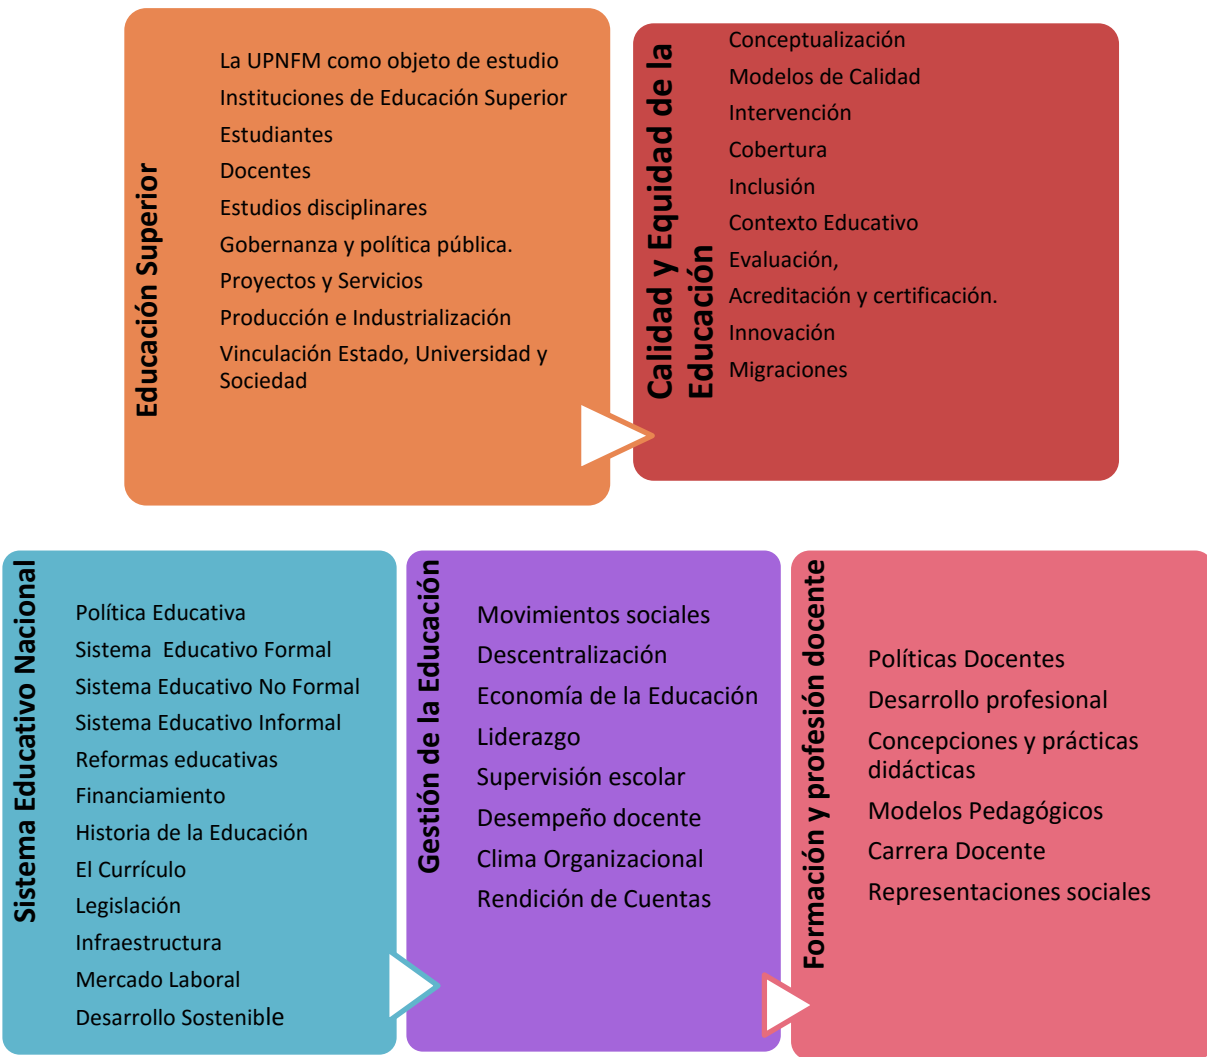 Educación Superior
La UPNFM como objeto de estudio
Instituciones de Educación Superior
Estudiantes
Docentes
Estudios disciplinares
Gobernanza y política pública.
Proyectos y Servicios
Producción e Industrialización
Vinculación Estado, Universidad y
Sociedad
Calidad y Equidad de la
Educación
Conceptualización
Modelos de Calidad
Intervención
Cobertura
Inclusión
Contexto Educativo
Evaluación,
Acreditación y certificación.
Innovación
Migraciones
Sistema Educativo Nacional
Política Educativa
Sistema  Educativo Formal
Sistema Educativo No Formal
Sistema Educativo Informal
Reformas educativas
Financiamiento
Historia de la Educación
El Currículo
Legislación
Infraestructura
Mercado Laboral
Desarrollo Sostenible
Gestión de la Educación
Movimientos sociales
Descentralización
Economía de la Educación
Liderazgo
Supervisión escolar
Desempeño docente
Clima Organizacional
Rendición de Cuentas
Formación y profesión docente
Políticas Docentes
Desarrollo profesional
Concepciones y prácticas
didácticas
Modelos Pedagógicos
Carrera Docente
Representaciones sociales